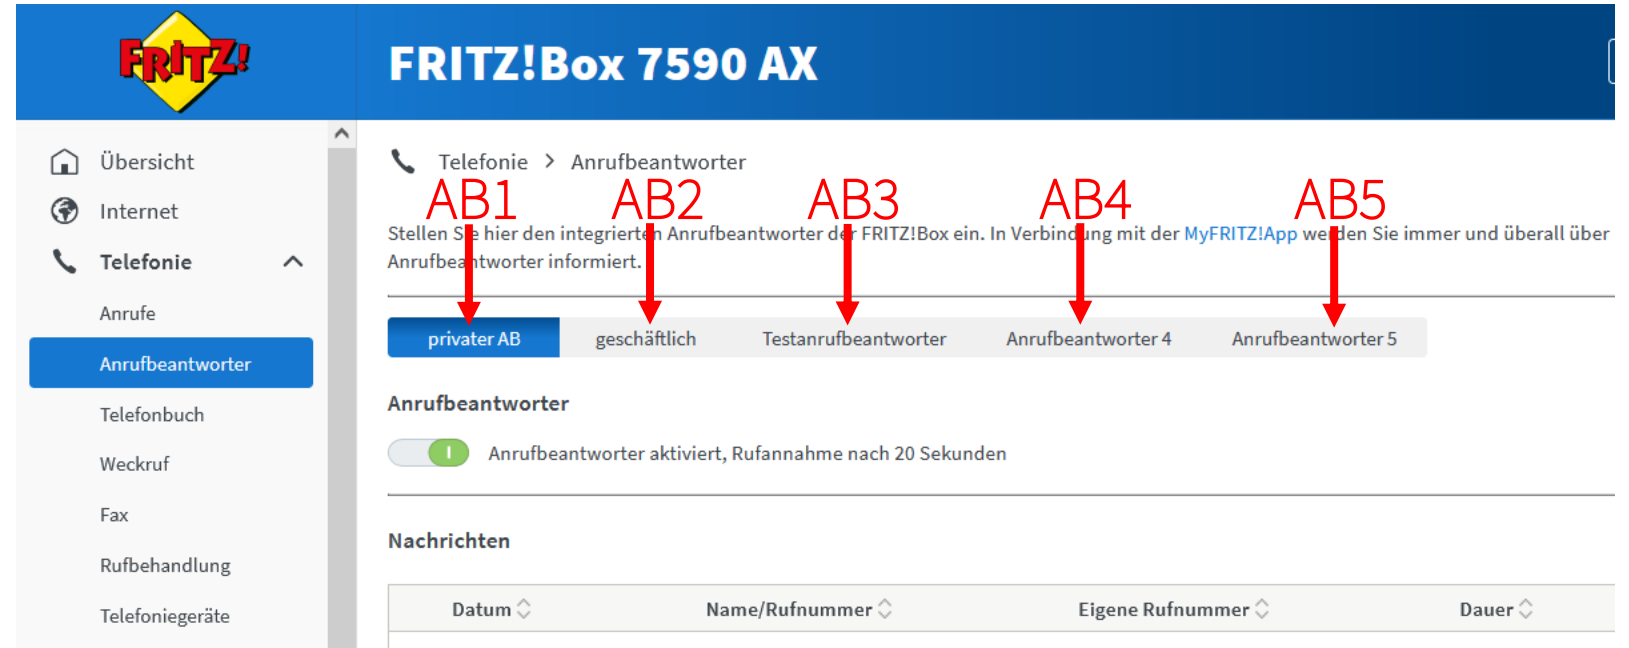 FRITZ!
FRITZ!Box 7590 AX
Übersicht
Internet
Telefonie
Anrufe
Anrufbeantworter
Telefonbuch
Weckruf
Fax
Rufbehandlung
Telefoniegeräte
Telefonie > Anrufbeantworter
AB1 AB2 AB3 AB4 AB5
Stellen Sie hier den integrierten Anrufbeantworter der FRITZ!Box ein. In Verbindung mit der MyFRITZ!App werden Sie immer und überall über
Anrufbeantworter informiert.
privater AB geschäftlich Testanrufbeantworter Anrufbeantworter 4 Anrufbeantworter 5
Anrufbeantworter
Anrufbeantworter aktiviert, Rufannahme nach 20 Sekunden
Nachrichten
Datum Name/Rufnummer Eigene Rufnummer Dauer